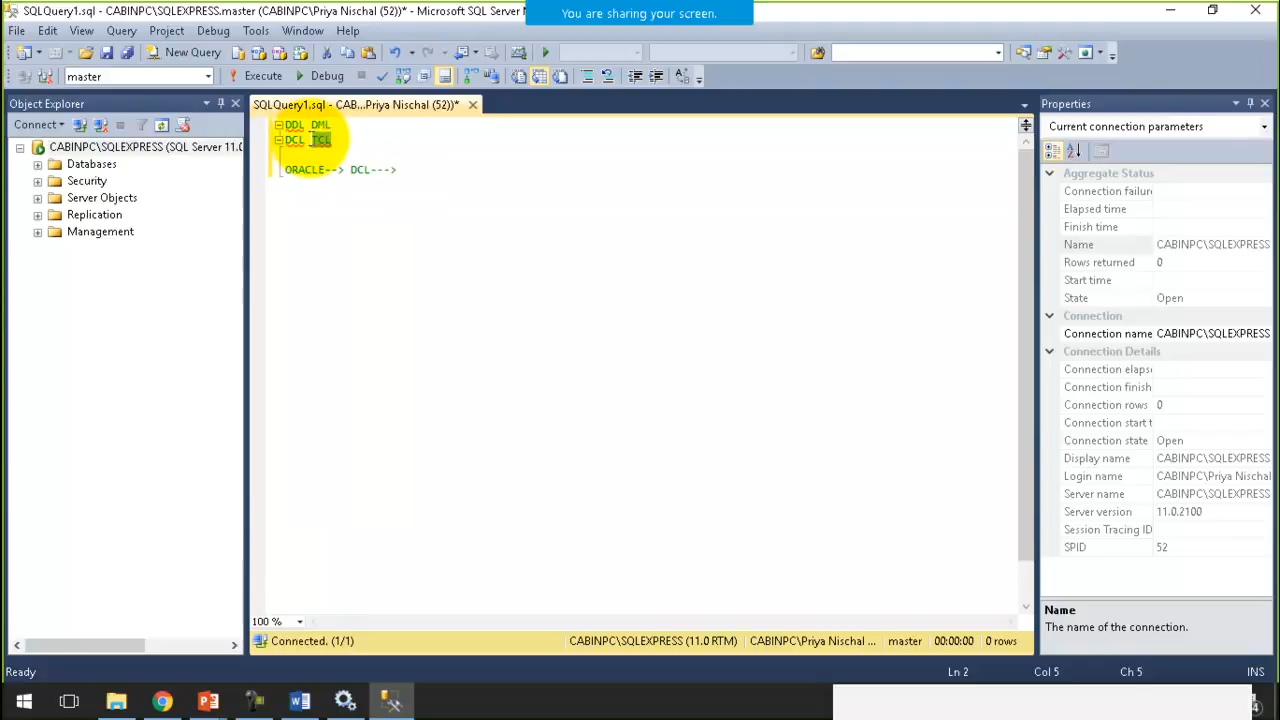 SQLQuery1.sql - CABINPC\SQLEXPRESS.master (CABINPC\Priya Nischal (52))* - Microsoft SQL Server
You are sharing your screen.
File Edit View Query Project Debug Tools Window Help
New Query
master Execute Debug
Object Explorer
SQLQuery1.sql - CAB...Priya Nischal (52))*
Properties
Connect
Current connection parameters
CABINPC\SQLEXPRESS (SQL Server 11.0
Databases
Security
Server Objects
Replication
Management
DDL DML
DCL TCL
ORACLE--> DCL--->
Aggregate Status
Connection failure
Elapsed time
Finish time
Name CABINPC\SQLEXPRESS
Rows returned 0
Start time
State Open
Connection
Connection name CABINPC\SQLEXPRESS
Connection Details
Connection elaps
Connection finish
Connection rows 0
Connection start t
Connection state Open
Display name CABINPC\SQLEXPRESS
Login name CABINPC\Priya Nischal
Server name CABINPC\SQLEXPRESS
Server version 11.0.2100
Session Tracing ID
SPID 52
Name
The name of the connection.
100 %
Connected. (1/1) CABINPC\SQLEXPRESS (11.0 RTM) CABINPC\Priya Nischal ... master 00:00:00 0 rows
Ready Ln 2 Col 5 Ch 5 INS